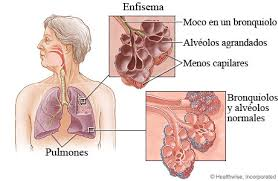 Enfisema
Moco en un bronquiolo
Alvéolos agrandados
Menos capilares
Bronquiolos
y alvéolos
normales
Pulmones
© Healthwise, Incorporated